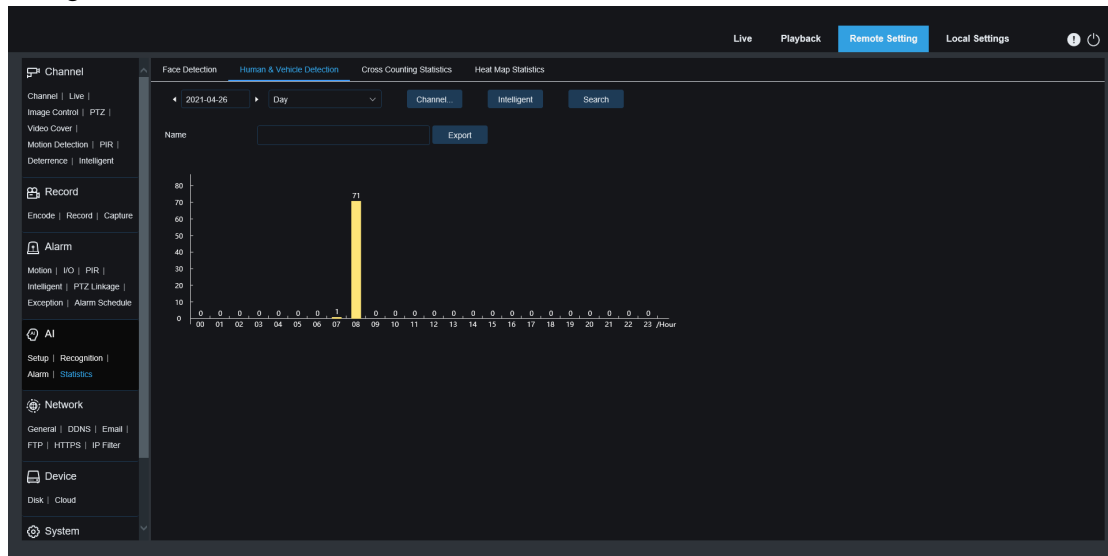 Live Playback Remote Setting Local Settings
Channel
Channel | Live |
Image Control | PTZ |
Video Cover |
Motion Detection | PIR |
Deterrence | Intelligent
Record
Encode | Record | Capture
Alarm
Motion | I/O | PIR |
Intelligent | PTZ Linkage |
Exception | Alarm Schedule
AI
Setup | Recognition |
Alarm | Statistics
Network
General | DDNS | Email |
FTP | HTTPS | IP Filter
Device
Disk | Cloud
System
Face Detection Human & Vehicle Detection Cross Counting Statistics Heat Map Statistics
2021-04-26 Day Channel... Intelligent Search
Name Export
80
70
60
50
40
30
20
10
0
71
0 0 0 0 0 0 0 1 0 0 0 0 0 0 0 0 0 0 0 0 0 0 0
00 01 02 03 04 05 06 07 08 09 10 11 12 13 14 15 16 17 18 19 20 21 22 23 /Hour